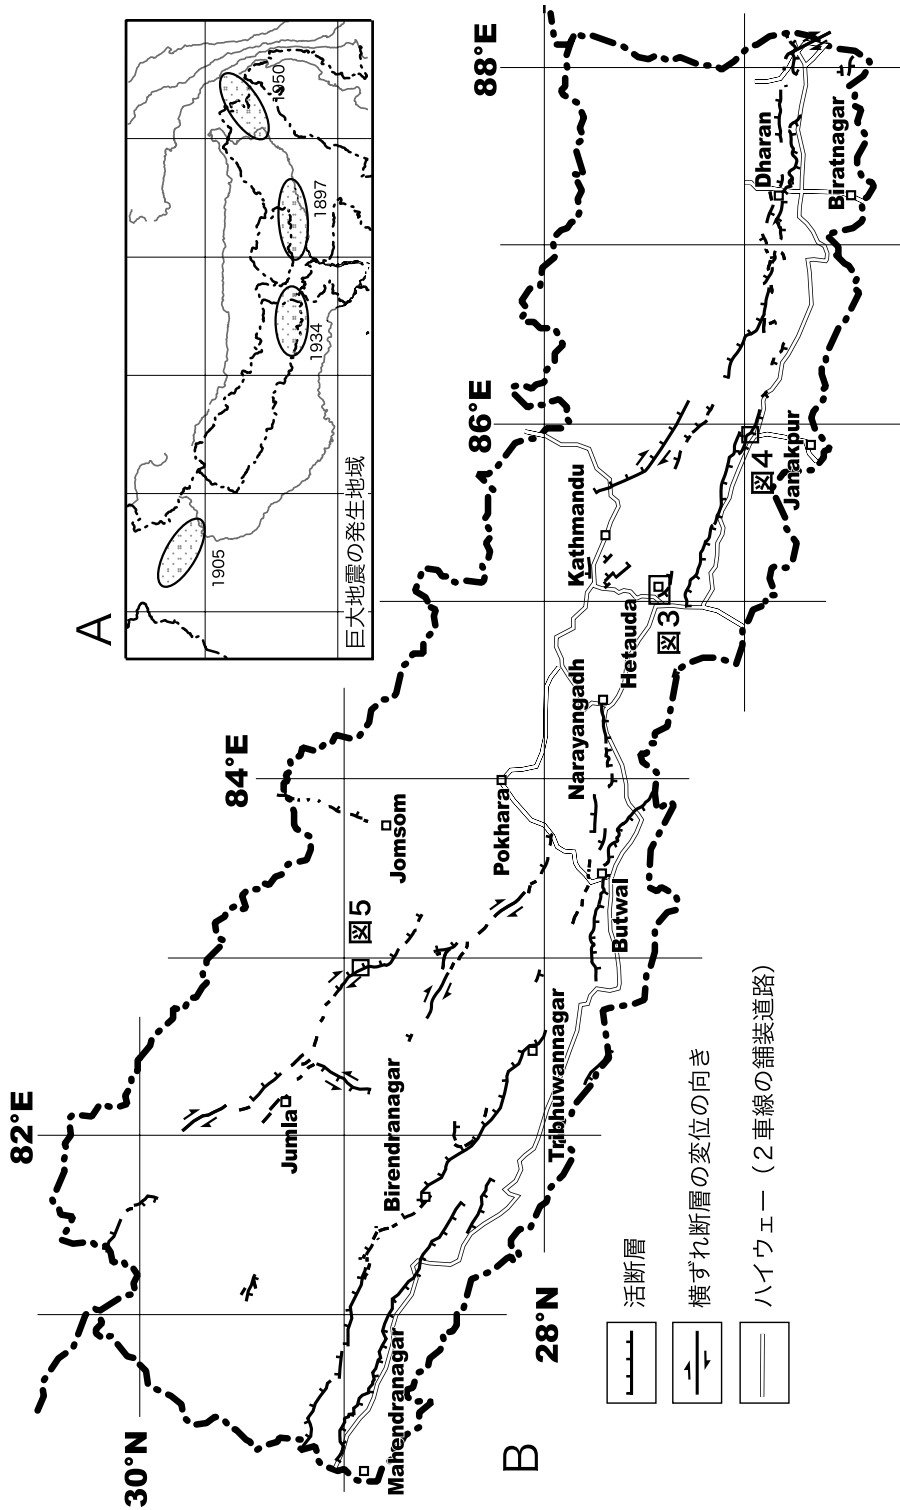 A
巨大地震の発生地域
1905
1934
1897
1950
B
30°N
28°N
82°E
84°E
86°E
88°E
Mahendranagar
Birendranagar
Jumla
Tribhuwannagar
図5
Jomsom
Butwal
Pokhara
Narayangadh
Hetauda
図3
Kathmandu
図4
Janakpur
Dharan
Biratnagar
活断層
横ずれ断層の変位の向き
ハイウェー（２車線の舗装道路）